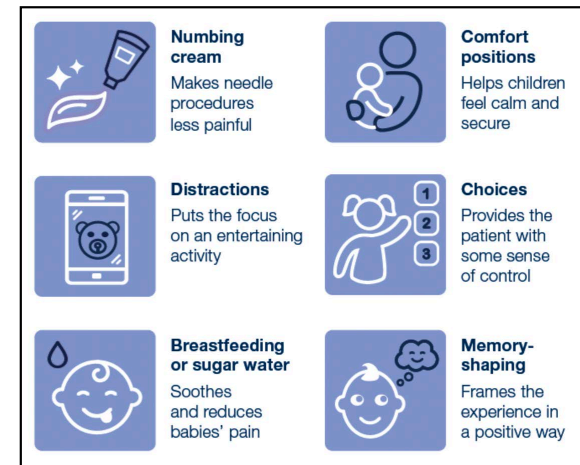 Numbing
cream
Makes needle
procedures
less painful
Comfort
positions
Helps children
feel calm and
secure
Distractions
Puts the focus
on an entertaining
activity
1
2
3
Choices
Provides the
patient with
some sense
of control
Breastfeeding
or sugar water
Soothes
and reduces
babies' pain
Memory-
shaping
Frames the
experience in
a positive way